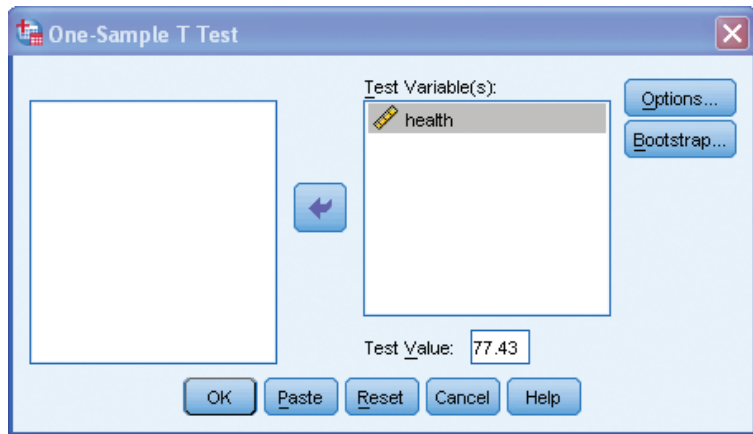 One-Sample T Test
Test Variable(s):
health
Options...
Bootstrap...
Test Value: 77.43
OK Paste Reset Cancel Help